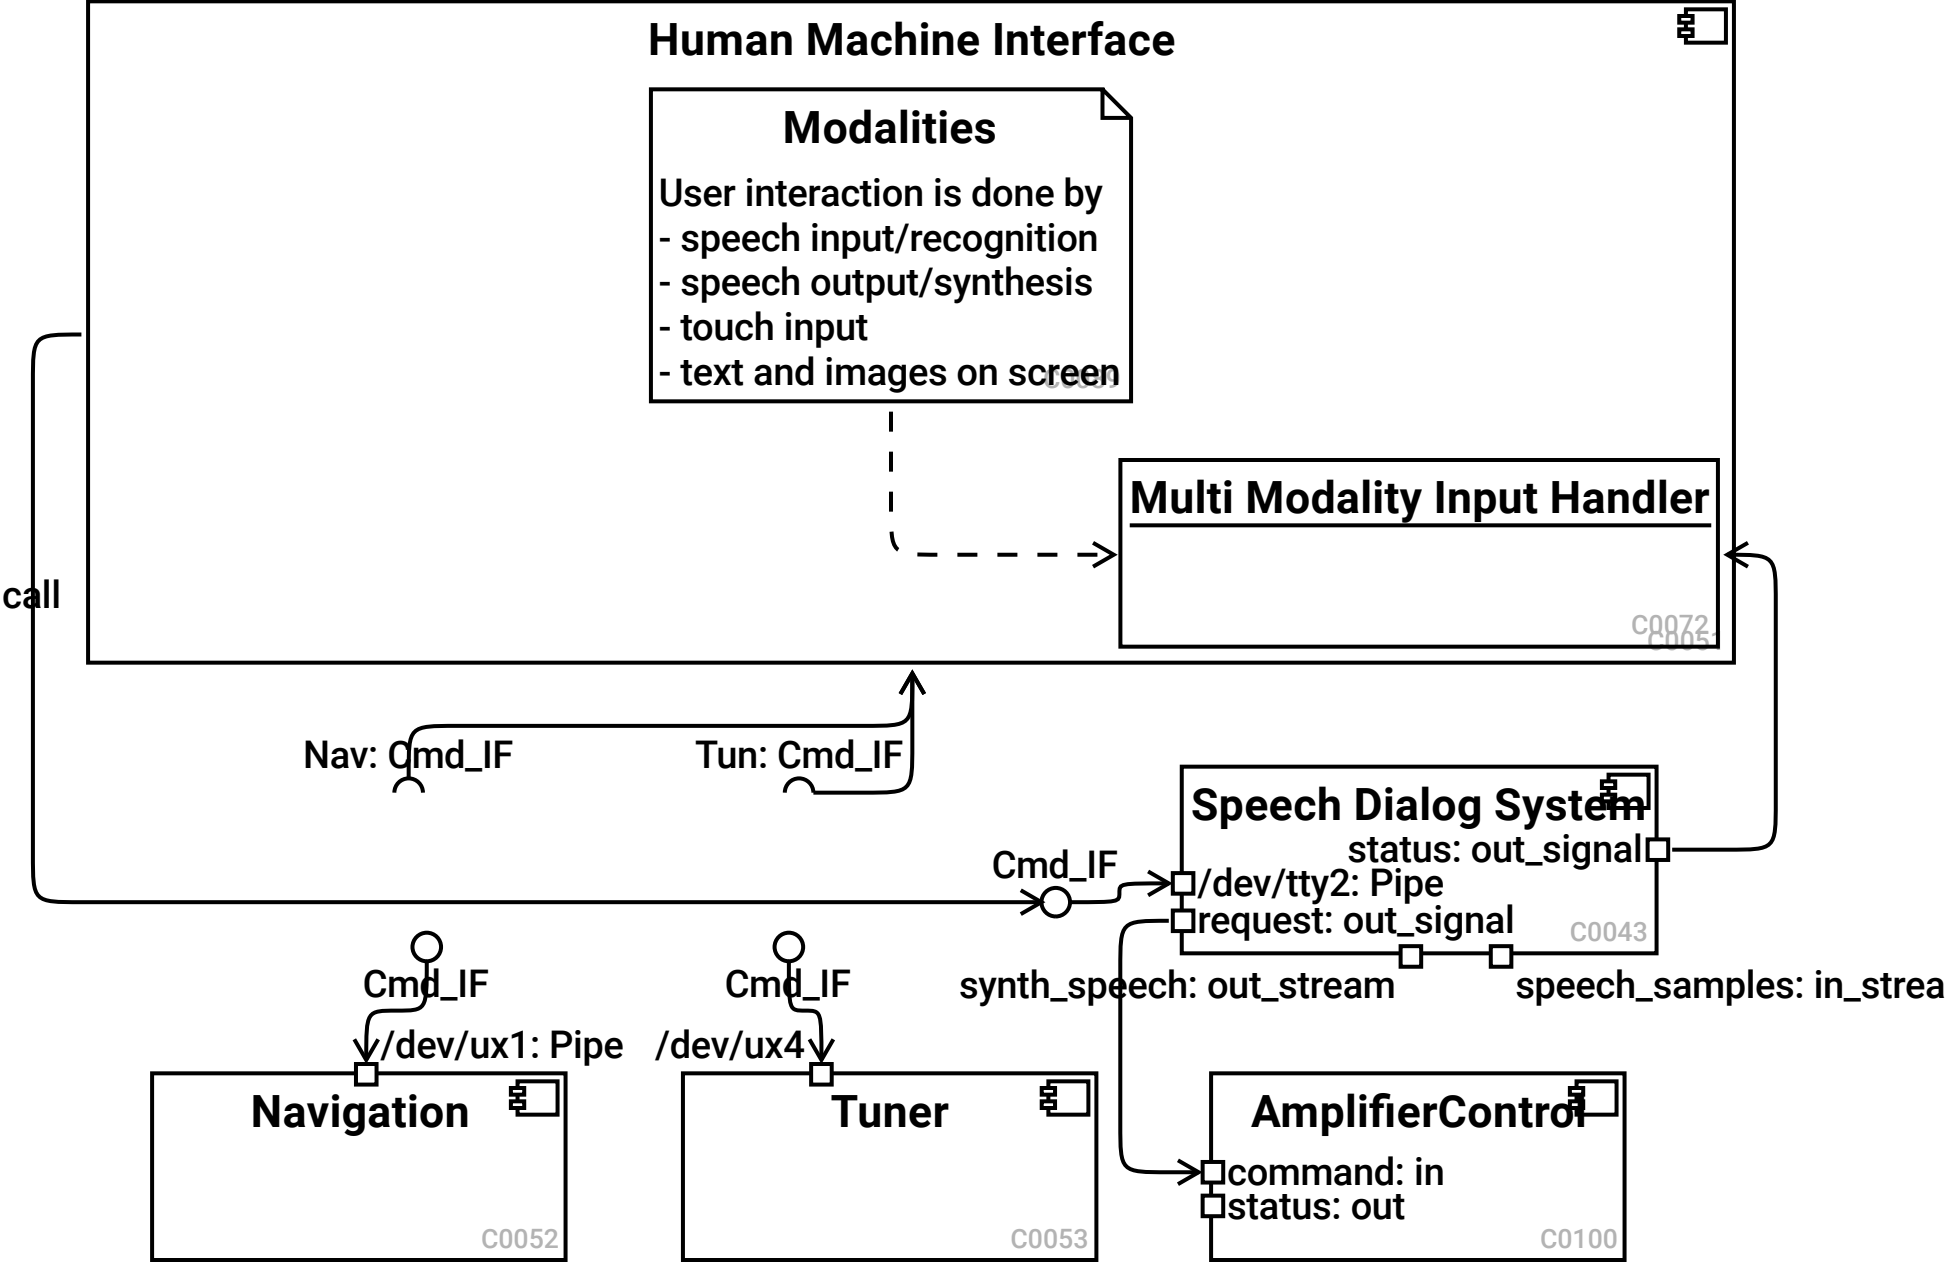 Human Machine Interface
Modalities
User interaction is done by
- speech input/recognition
- speech output/synthesis
- touch input
- text and images on screen
Multi Modality Input Handler
call
C0072
C0051
Nav: Cmd_IF
Tun: Cmd_IF
Speech Dialog System
status: out_signal
Cmd_IF
/dev/tty2: Pipe
request: out_signal
C0043
Cmd_IF
Cmd_IF
synth_speech: out_stream
speech_samples: in_strea
/dev/ux1: Pipe
/dev/ux4
Navigation
Tuner
AmplifierControl
command: in
status: out
C0052
C0053
C0100